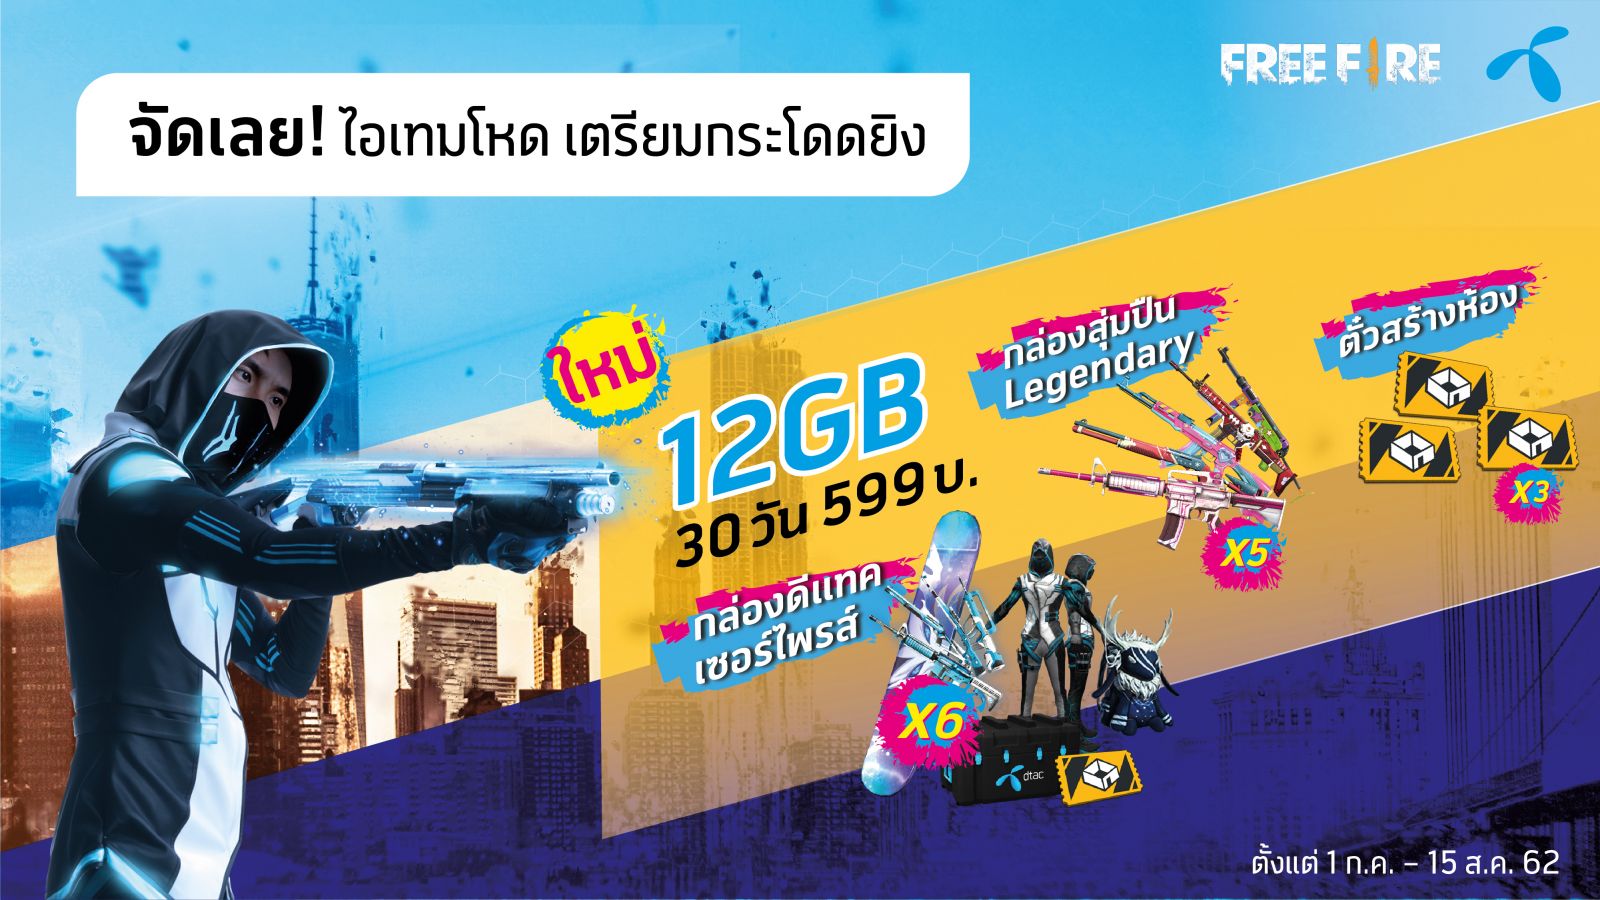 FREE FIRE
จัดเลย! ไอเทมโหด เตรียมกระโดดยิง
ใหม่
12GB
30 วัน 599 บ.
กล่องสุ่มปืน
Legendary
X5
ตั๋วสร้างห้อง
X3
กล่องดีแทค
เซอร์ไพรส์
X6
dtac
ตั้งแต่ 1 ก.ค. – 15 ส.ค. 62